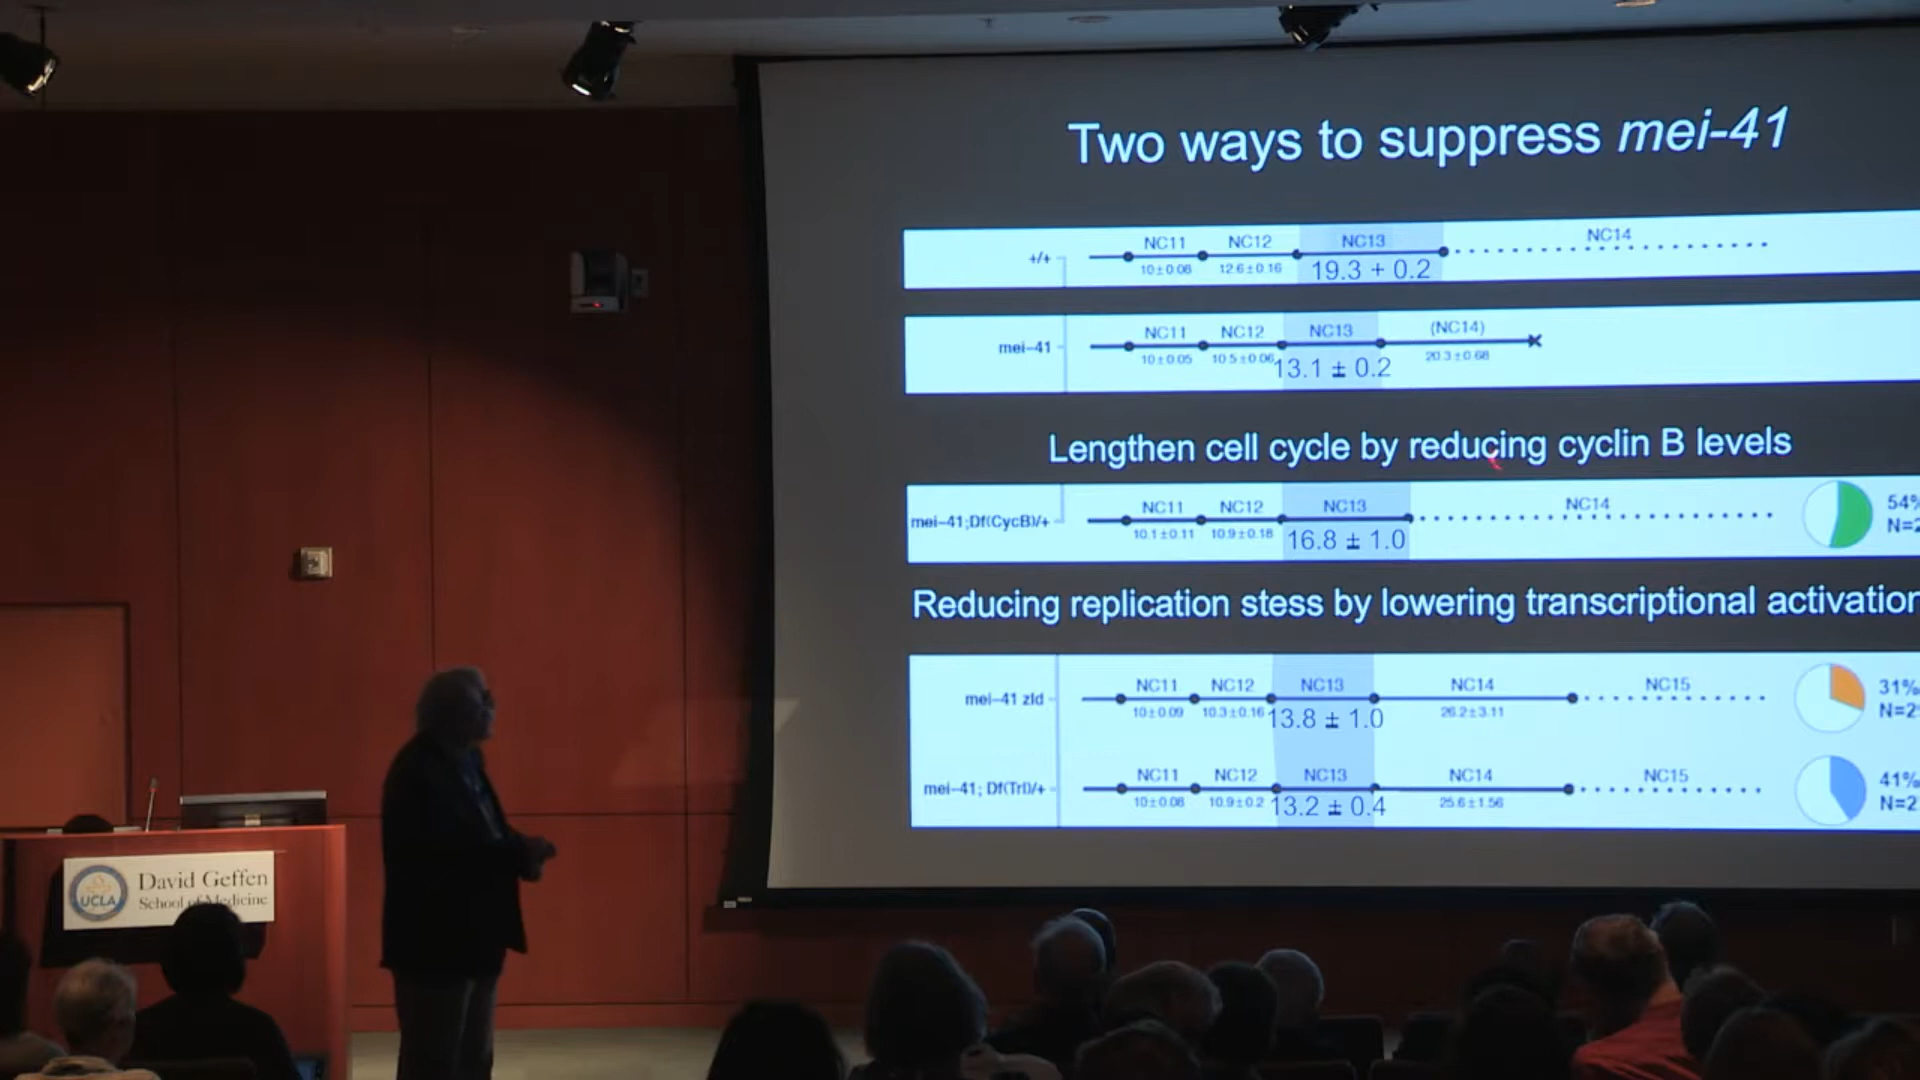 Two ways to suppress mei-41
+/+ NC11 NC12 NC13 NC14
10±0.08 12.6±0.16 19.3 + 0.2
mei-41 NC11 NC12 NC13 (NC14)
10±0.05 10.5±0.06 13.1 ± 0.2 20.3±0.68
Lengthen cell cycle by reducing cyclin B levels
mei-41;Df(CycB)/+ NC11 NC12 NC13 NC14 54%
10.1±0.11 10.9±0.18 16.8 ± 1.0 N=2
Reducing replication stess by lowering transcriptional activation
mei-41 zld NC11 NC12 NC13 NC14 NC15 31%
10±0.09 10.3±0.16 13.8 ± 1.0 26.2±3.11 N=2
mei-41; Df(Trl)/+ NC11 NC12 NC13 NC14 NC15 41%
10±0.08 10.9±0.2 13.2 ± 0.4 25.6±1.56 N=2
UCLA
David Geffen
School of Medicine